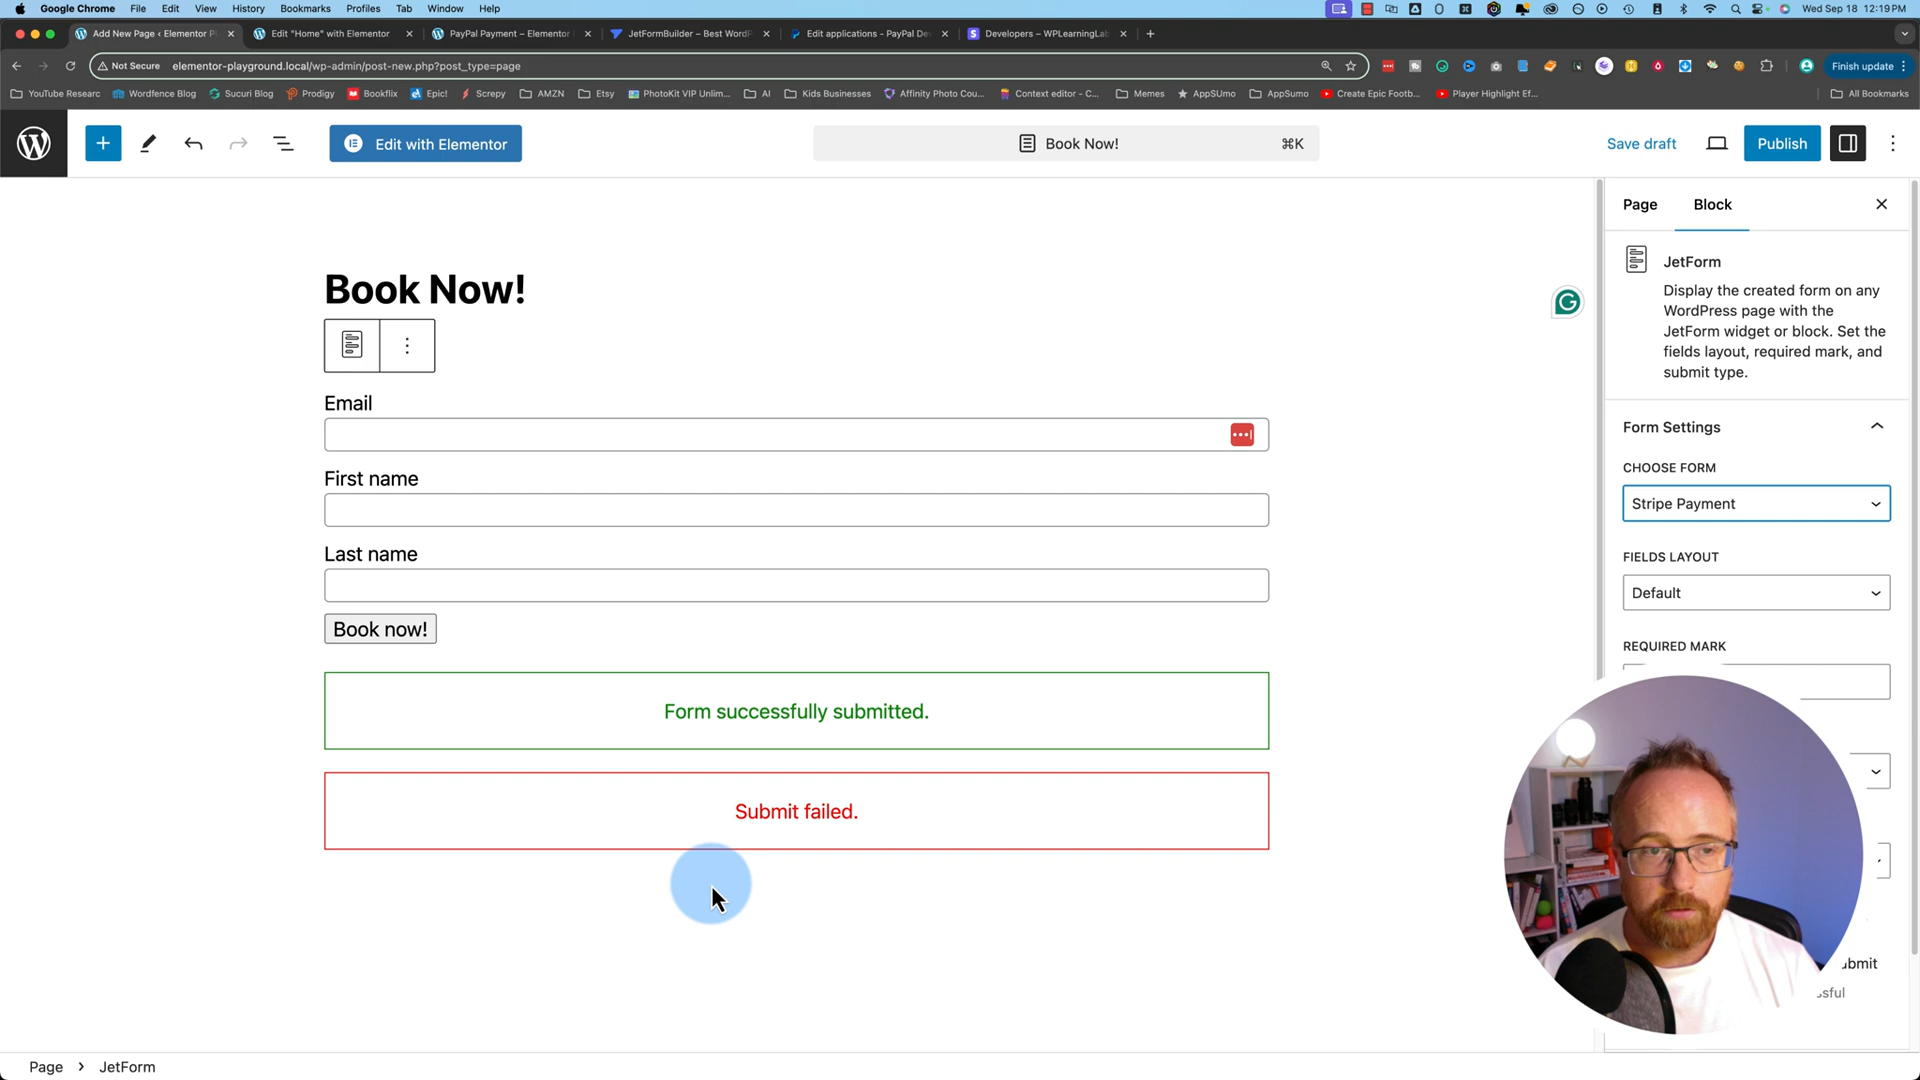 Google Chrome File Edit View History Bookmarks Profiles Tab Window Help Wed Sep 18 12:19 PM
Add New Page ‹ Elementor Pl Edit "Home" with Elementor PayPal Payment – Elementor JetFormBuilder – Best WordP Edit applications - PayPal De Developers – WPLearningLab
Not Secure elementor-playground.local/wp-admin/post-new.php?post_type=page Finish update
YouTube Researc Wordfence Blog Sucuri Blog Prodigy Bookflix Epic! Screpy AMZN Etsy PhotoKit VIP Unlim... AI Kids Businesses Affinity Photo Cou... Context editor - C... Memes AppSUmo AppSumo Create Epic Footb... Player Highlight Ef... All Bookmarks
Edit with Elementor Book Now! ⌘K Save draft Publish
Page Block
JetForm
Display the created form on any
WordPress page with the
JetForm widget or block. Set the
fields layout, required mark, and
submit type.
Form Settings
CHOOSE FORM
Stripe Payment
FIELDS LAYOUT
Default
REQUIRED MARK
Book Now!
Email
First name
Last name
Book now!
Form successfully submitted.
Submit failed.
Page › JetForm